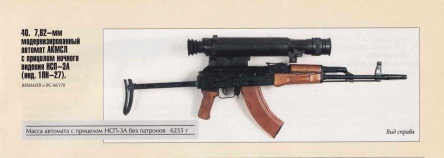 40. 7,62-мм
модернизированный
автомат АКМСЛ
с прицелом ночного
видения НСП-3А
(инд. 1ПН-27).
Масса автомата с прицелом НСП-3А без патронов 6255 г
Вид справа